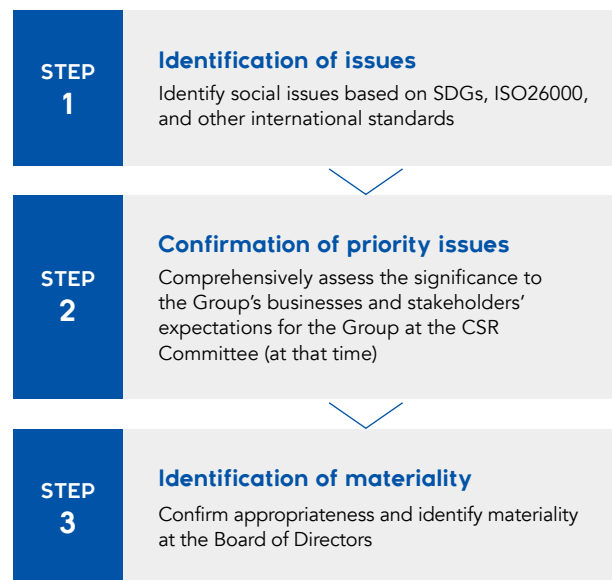 STEP
1
Identification of issues
Identify social issues based on SDGs, ISO26000,
and other international standards
STEP
2
Confirmation of priority issues
Comprehensively assess the significance to
the Group’s businesses and stakeholders’
expectations for the Group at the CSR
Committee (at that time)
STEP
3
Identification of materiality
Confirm appropriateness and identify materiality
at the Board of Directors